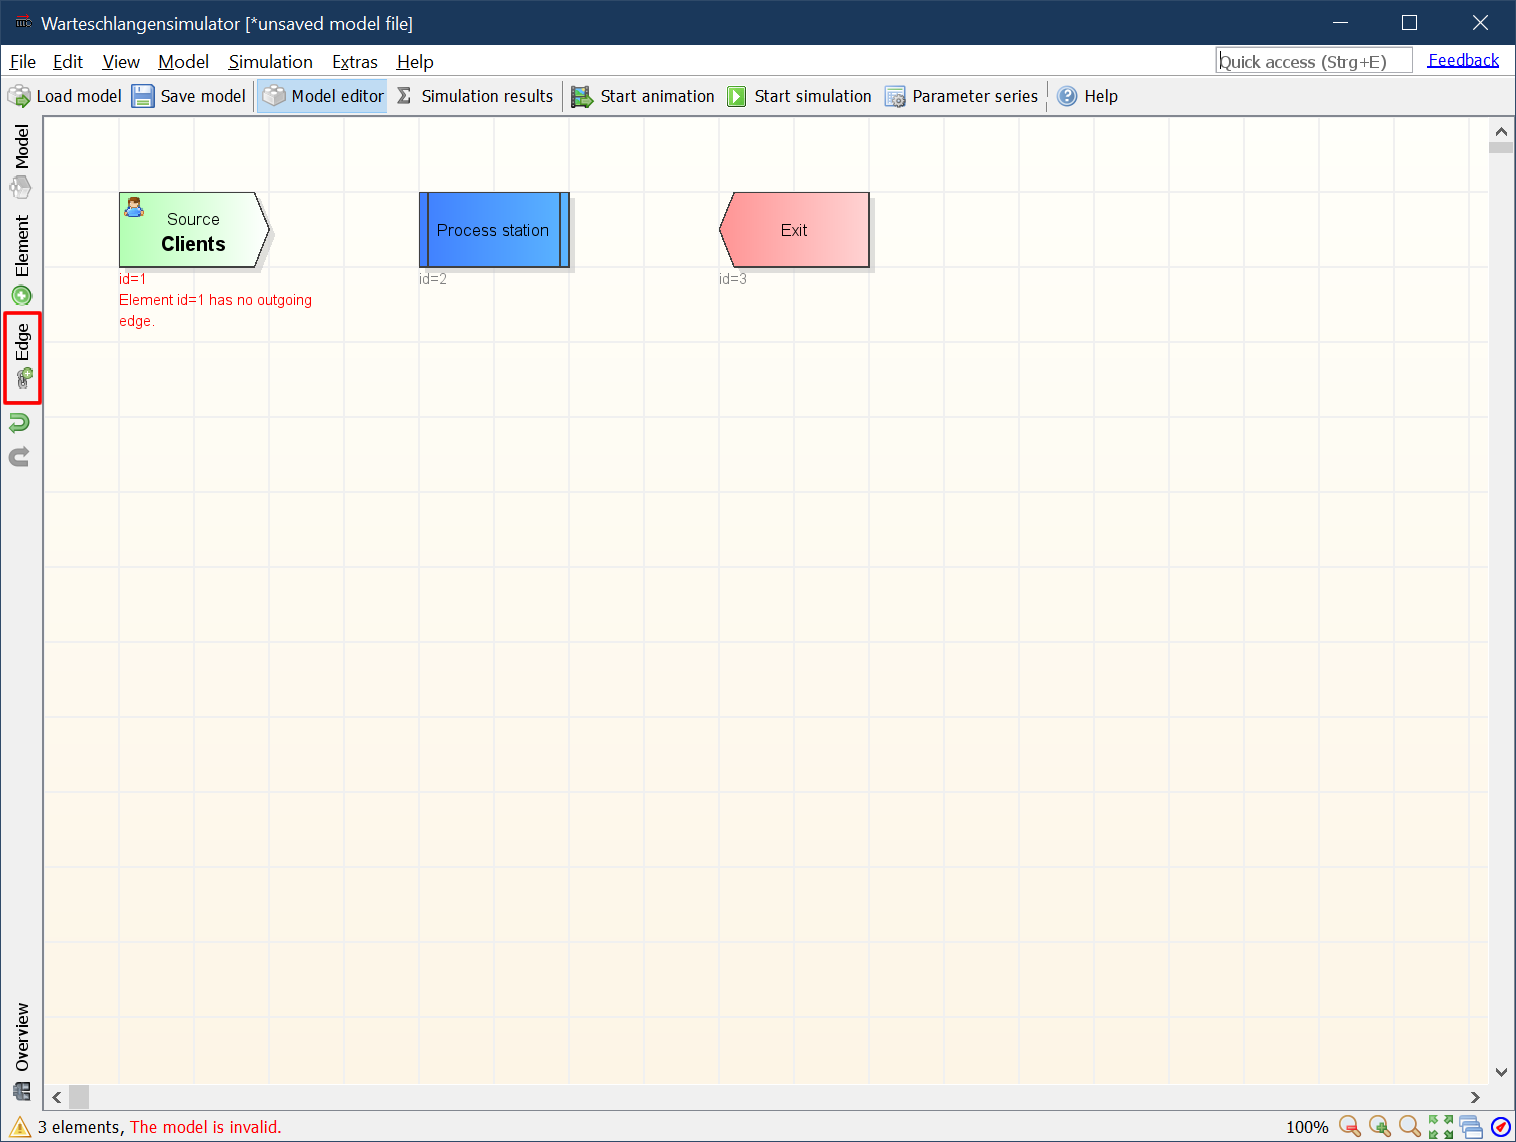 Warteschlangensimulator [*unsaved model file]
File Edit View Model Simulation Extras Help Quick access (Strg+E) Feedback
Load model Save model Model editor Simulation results Start animation Start simulation Parameter series Help
Model
Element
Edge
Overview
Source
Clients
id=1
Element id=1 has no outgoing
edge.
Process station
id=2
Exit
id=3
3 elements, The model is invalid. 100%